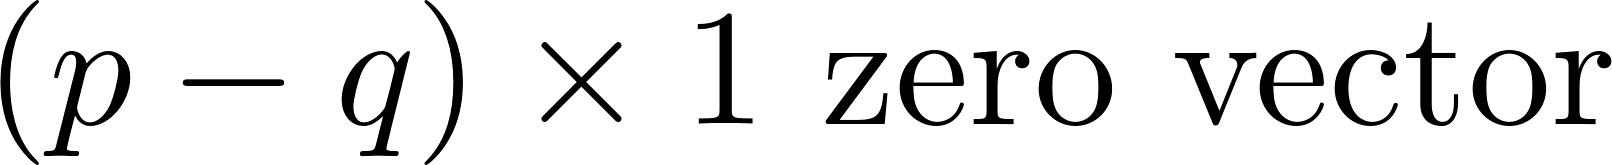 (p − q) × 1 zero vector